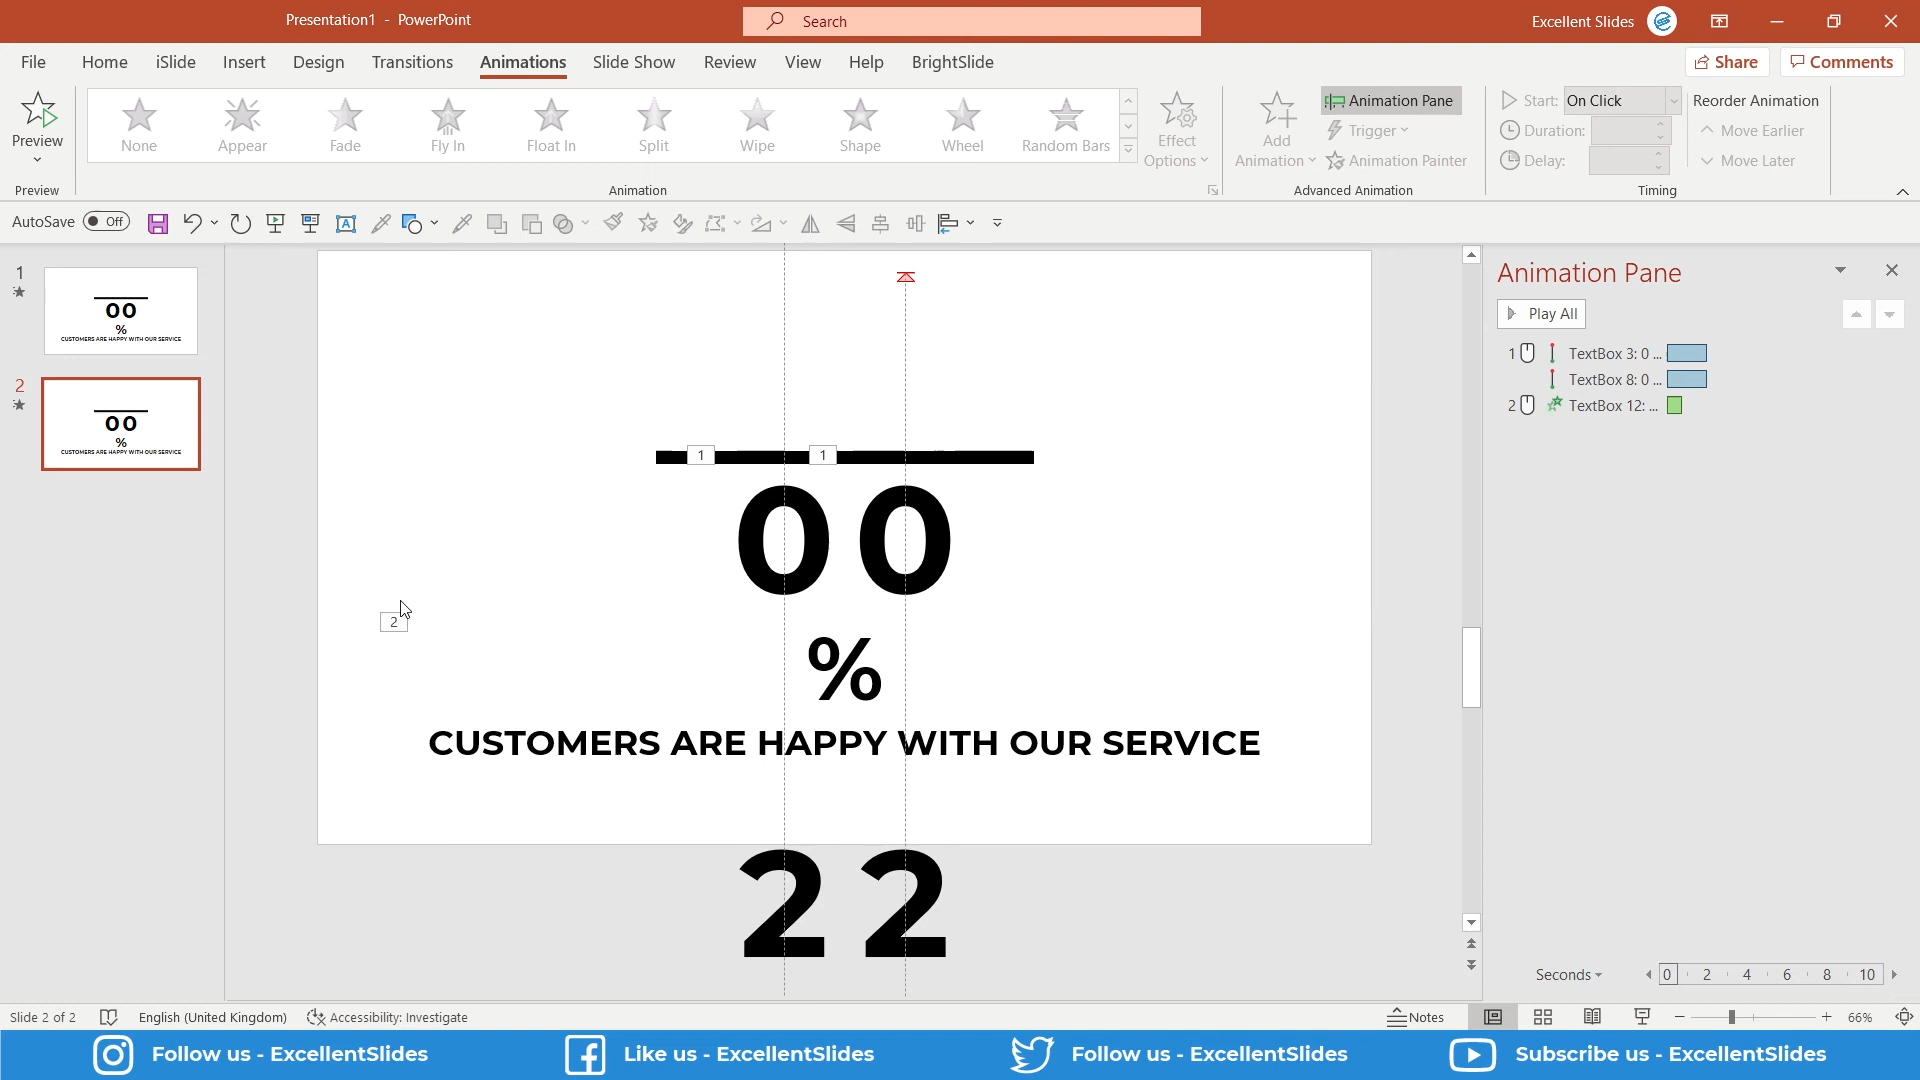 Presentation1 - PowerPoint
Search
Excellent Slides
File
Home
iSlide
Insert
Design
Transitions
Animations
Slide Show
Review
View
Help
BrightSlide
Share
Comments
Preview
None
Appear
Fade
Fly In
Float In
Split
Wipe
Shape
Wheel
Random Bars
Effect
Options
Add
Animation
Animation Pane
Trigger
Animation Painter
Start: On Click
Duration:
Delay:
Reorder Animation
Move Earlier
Move Later
Preview
Animation
Advanced Animation
Timing
AutoSave Off
A
1
00
%
CUSTOMERS ARE HAPPY WITH OUR SERVICE
2
00
%
CUSTOMERS ARE HAPPY WITH OUR SERVICE
1
1
00
2
%
CUSTOMERS ARE HAPPY WITH OUR SERVICE
22
Animation Pane
Play All
1 TextBox 3: 0 ...
TextBox 8: 0 ...
2 TextBox 12: ...
Seconds
0 2 4 6 8 10
Slide 2 of 2
English (United Kingdom)
Accessibility: Investigate
Notes
66%
Follow us - ExcellentSlides
Like us - ExcellentSlides
Follow us - ExcellentSlides
Subscribe us - ExcellentSlides